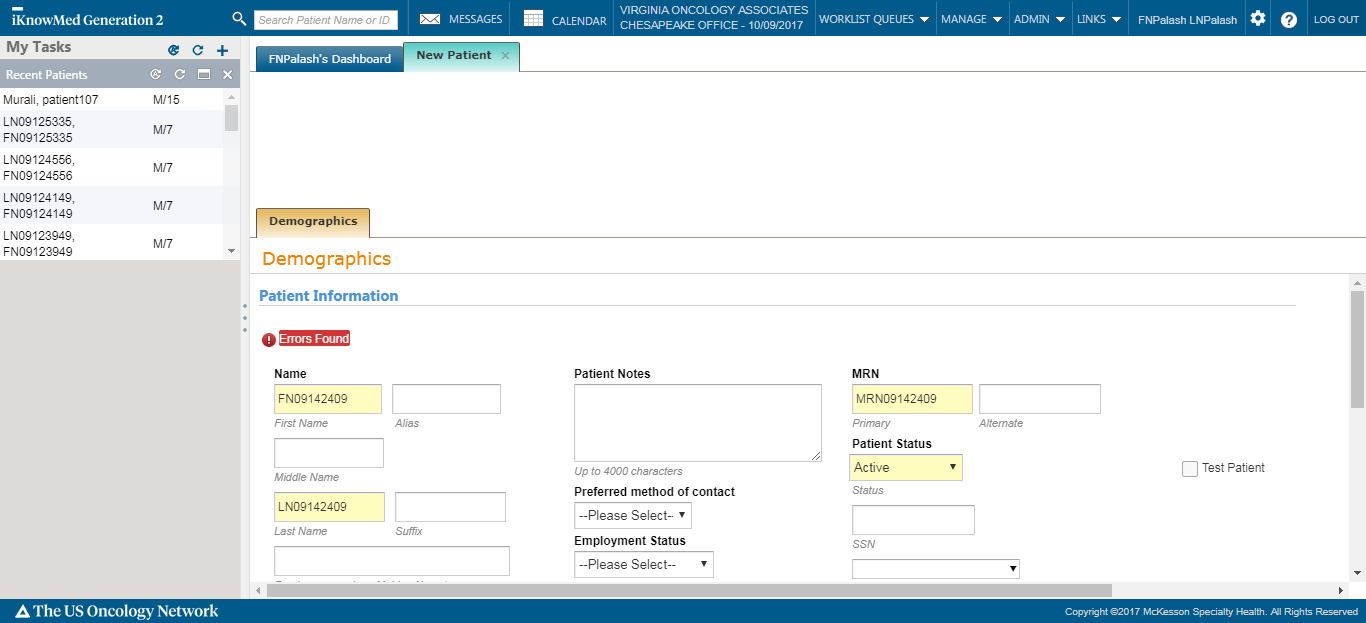 iKnowMed Generation 2
Search Patient Name or ID
MESSAGES
CALENDAR
VIRGINIA ONCOLOGY ASSOCIATES
CHESAPEAKE OFFICE - 10/09/2017
WORKLIST QUEUES
MANAGE
ADMIN
LINKS
FNPalash LNPalash
LOG OUT
My Tasks
Recent Patients
Murali, patient107 M/15
LN09125335,
FN09125335 M/7
LN09124556,
FN09124556 M/7
LN09124149,
FN09124149 M/7
LN09123949,
FN09123949 M/7
FNPalash's Dashboard
New Patient
Demographics
Demographics
Patient Information
Errors Found
Name
FN09142409
First Name Alias
Middle Name
LN09142409
Last Name Suffix
Patient Notes
Up to 4000 characters
Preferred method of contact
--Please Select-
Employment Status
--Please Select--
MRN
MRN09142409
Primary Alternate
Patient Status
Active
Status
SSN
Test Patient
The US Oncology Network
Copyright ©2017 McKesson Specialty Health. All Rights Reserved